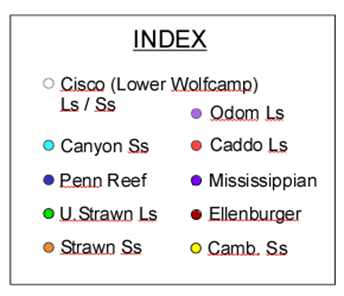 INDEX
Cisco (Lower Wolfcamp)
Ls / Ss
Odom Ls
Canyon Ss
Caddo Ls
Penn Reef
Mississippian
U.Strawn Ls
Ellenburger
Strawn Ss
Camb. Ss